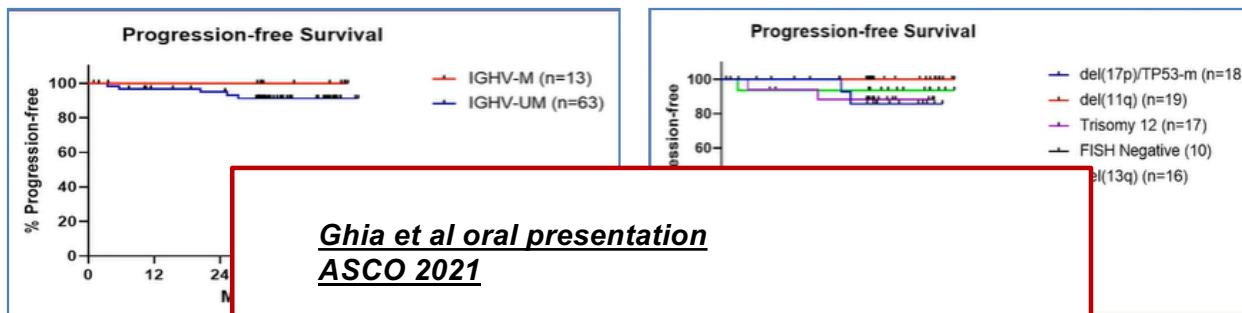 Progression-free Survival
% Progression-free
100
80
60
40
20
0
0 12 24
IGHV-M (n=13)
IGHV-UM (n=63)
Progression-free Survival
100
80
60
del(17p)/TP53-m (n=18
del(11q) (n=19)
Trisomy 12 (n=17)
FISH Negative (10)
del(13q) (n=16)
Ghia et al oral presentation
ASCO 2021